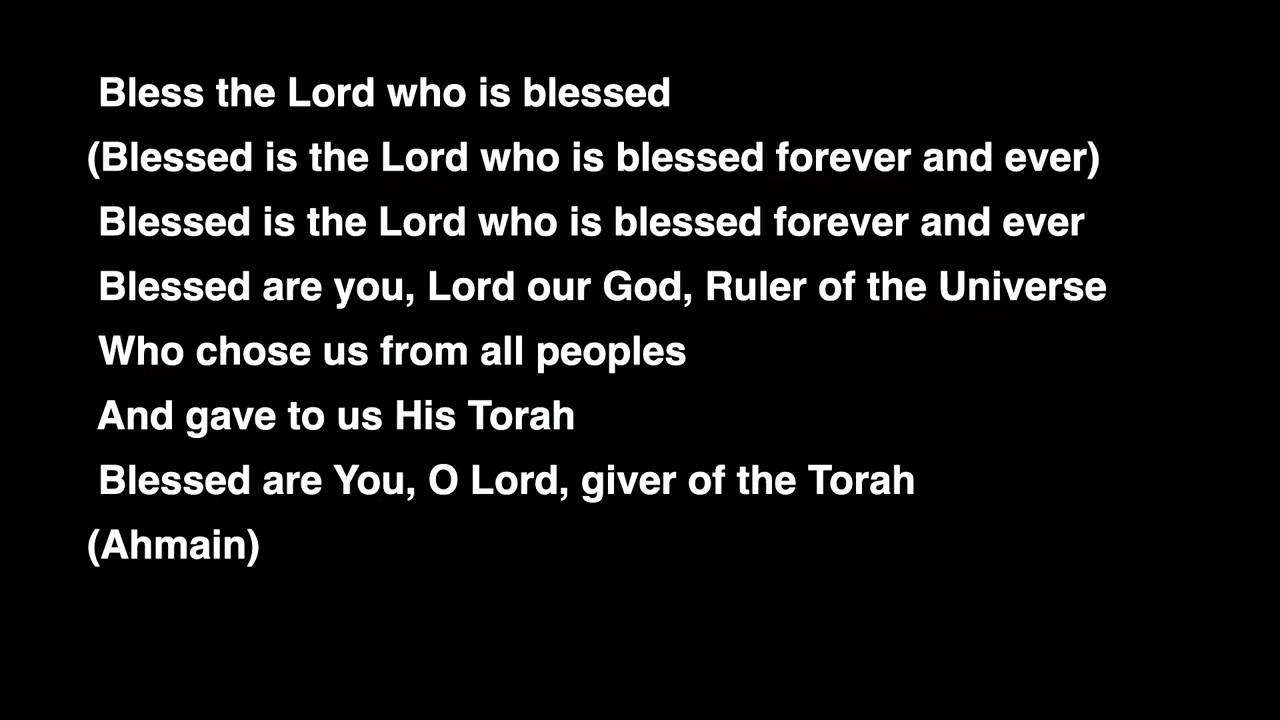 Bless the Lord who is blessed
(Blessed is the Lord who is blessed forever and ever)
Blessed is the Lord who is blessed forever and ever
Blessed are you, Lord our God, Ruler of the Universe
Who chose us from all peoples
And gave to us His Torah
Blessed are You, O Lord, giver of the Torah
(Ahmain)